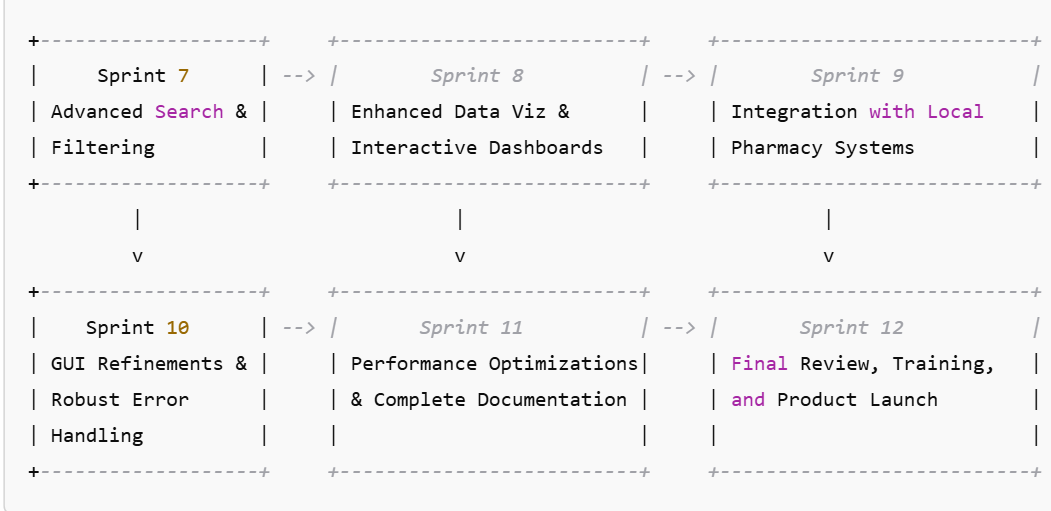 +-------------------+     +---------------------------+     +----------------------------+
|     Sprint 7      | --> |        Sprint 8          | --> |        Sprint 9           |
| Advanced Search & |     | Enhanced Data Viz &      |     | Integration with Local    |
| Filtering         |     | Interactive Dashboards   |     | Pharmacy Systems          |
+-------------------+     +--------------------------+     +---------------------------+
         |                           |                               |
         v                           v                               v
+-------------------+     +--------------------------+     +---------------------------+
|    Sprint 10      | --> |       Sprint 11          | --> |       Sprint 12           |
| GUI Refinements & |     | Performance Optimizations|     | Final Review, Training,   |
| Robust Error      |     | & Complete Documentation |     | and Product Launch        |
| Handling          |     |                          |     |                           |
+-------------------+     +--------------------------+     +---------------------------+